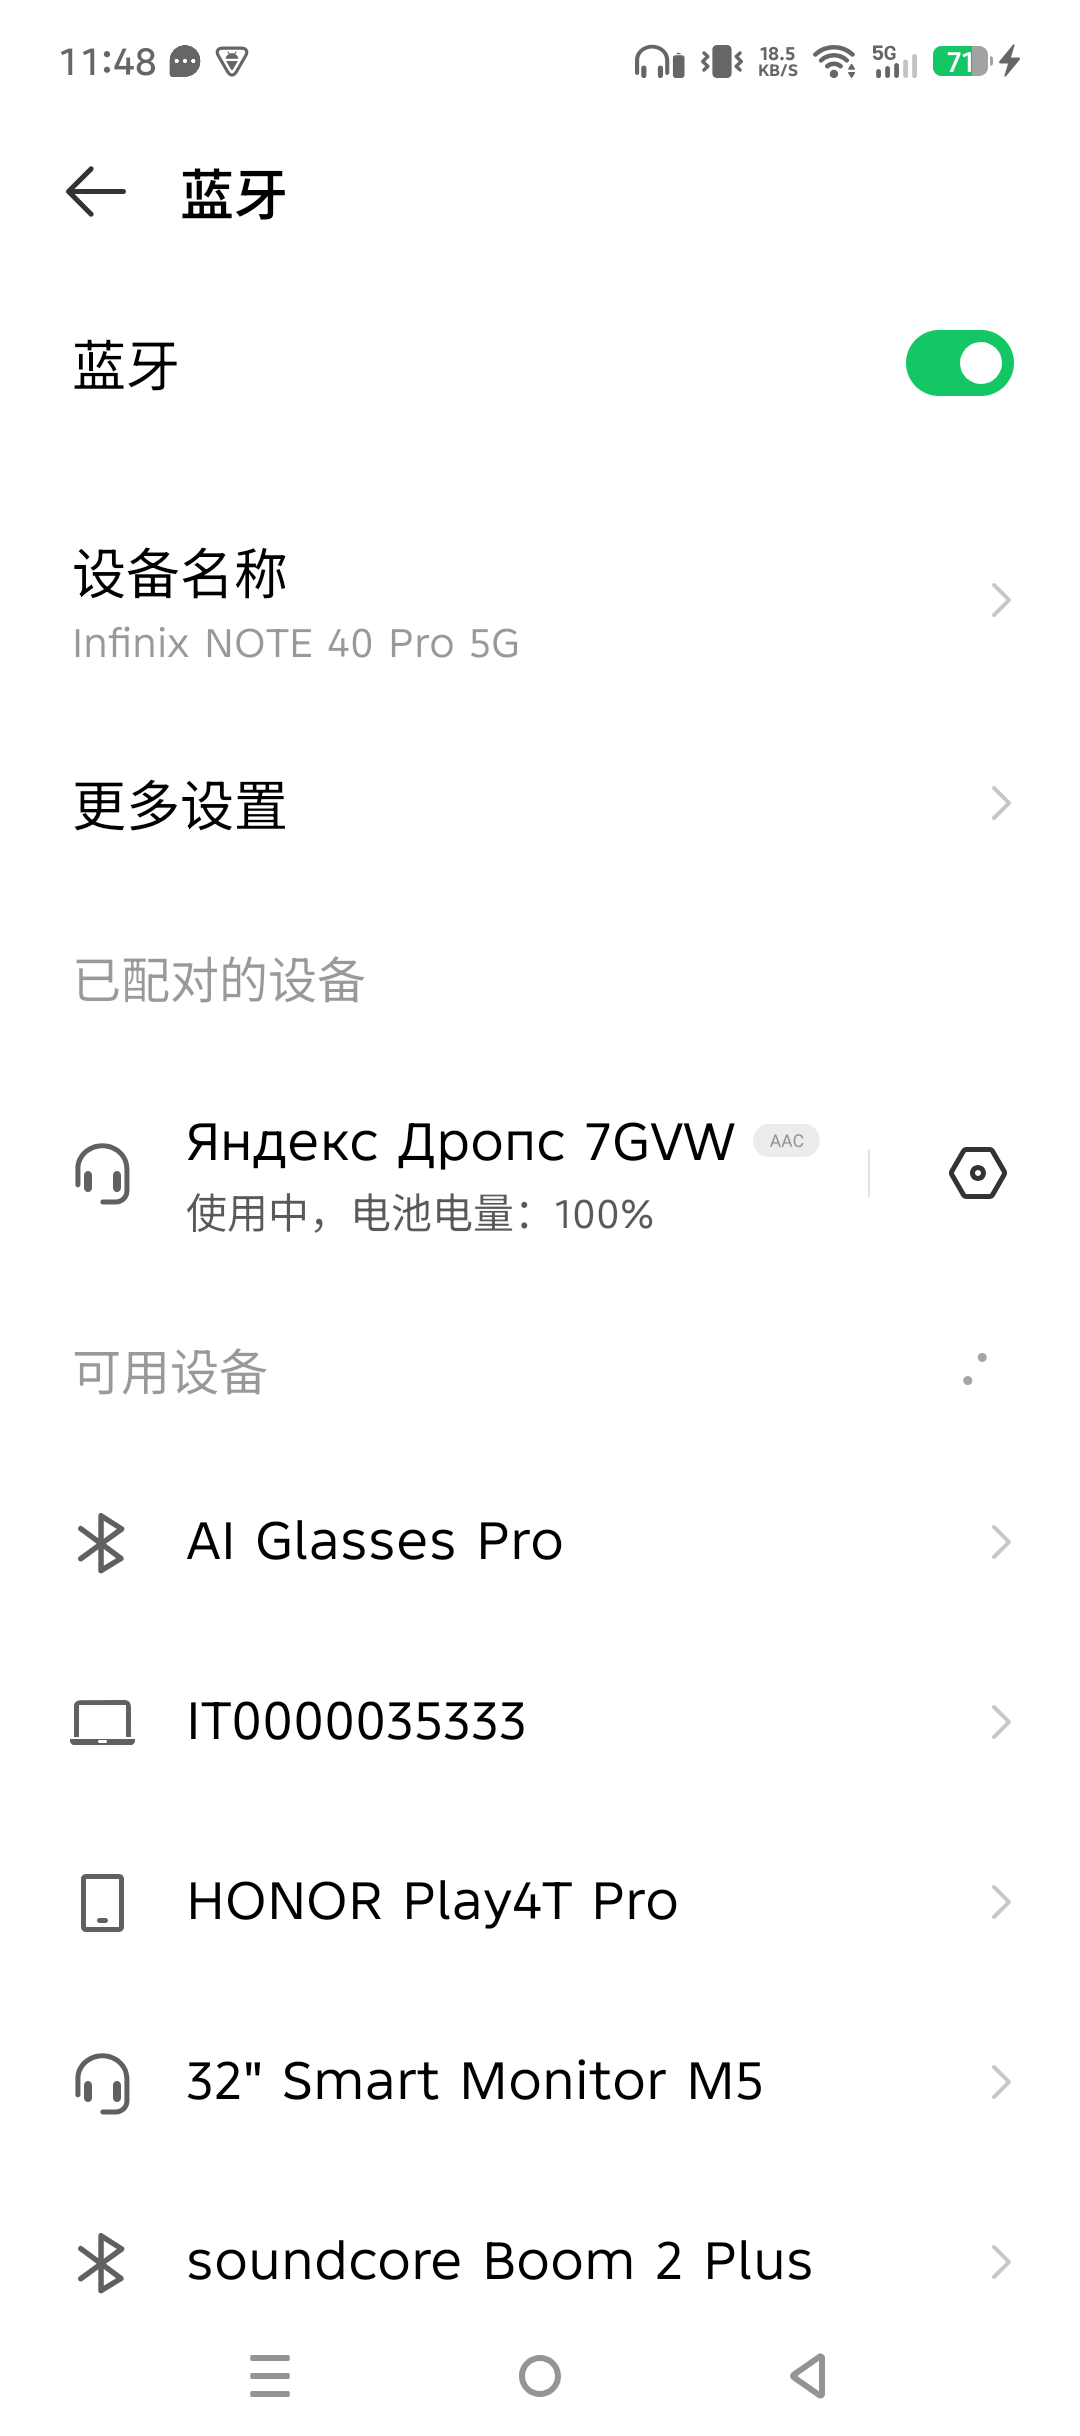 11:48
18.5
KB/S
5G
71
蓝牙
蓝牙
设备名称
Infinix NOTE 40 Pro 5G
更多设置
已配对的设备
Яндекс Дропс 7GVW AAC
使用中，电池电量：100%
可用设备
AI Glasses Pro
IT0000035333
HONOR Play4T Pro
32" Smart Monitor M5
soundcore Boom 2 Plus